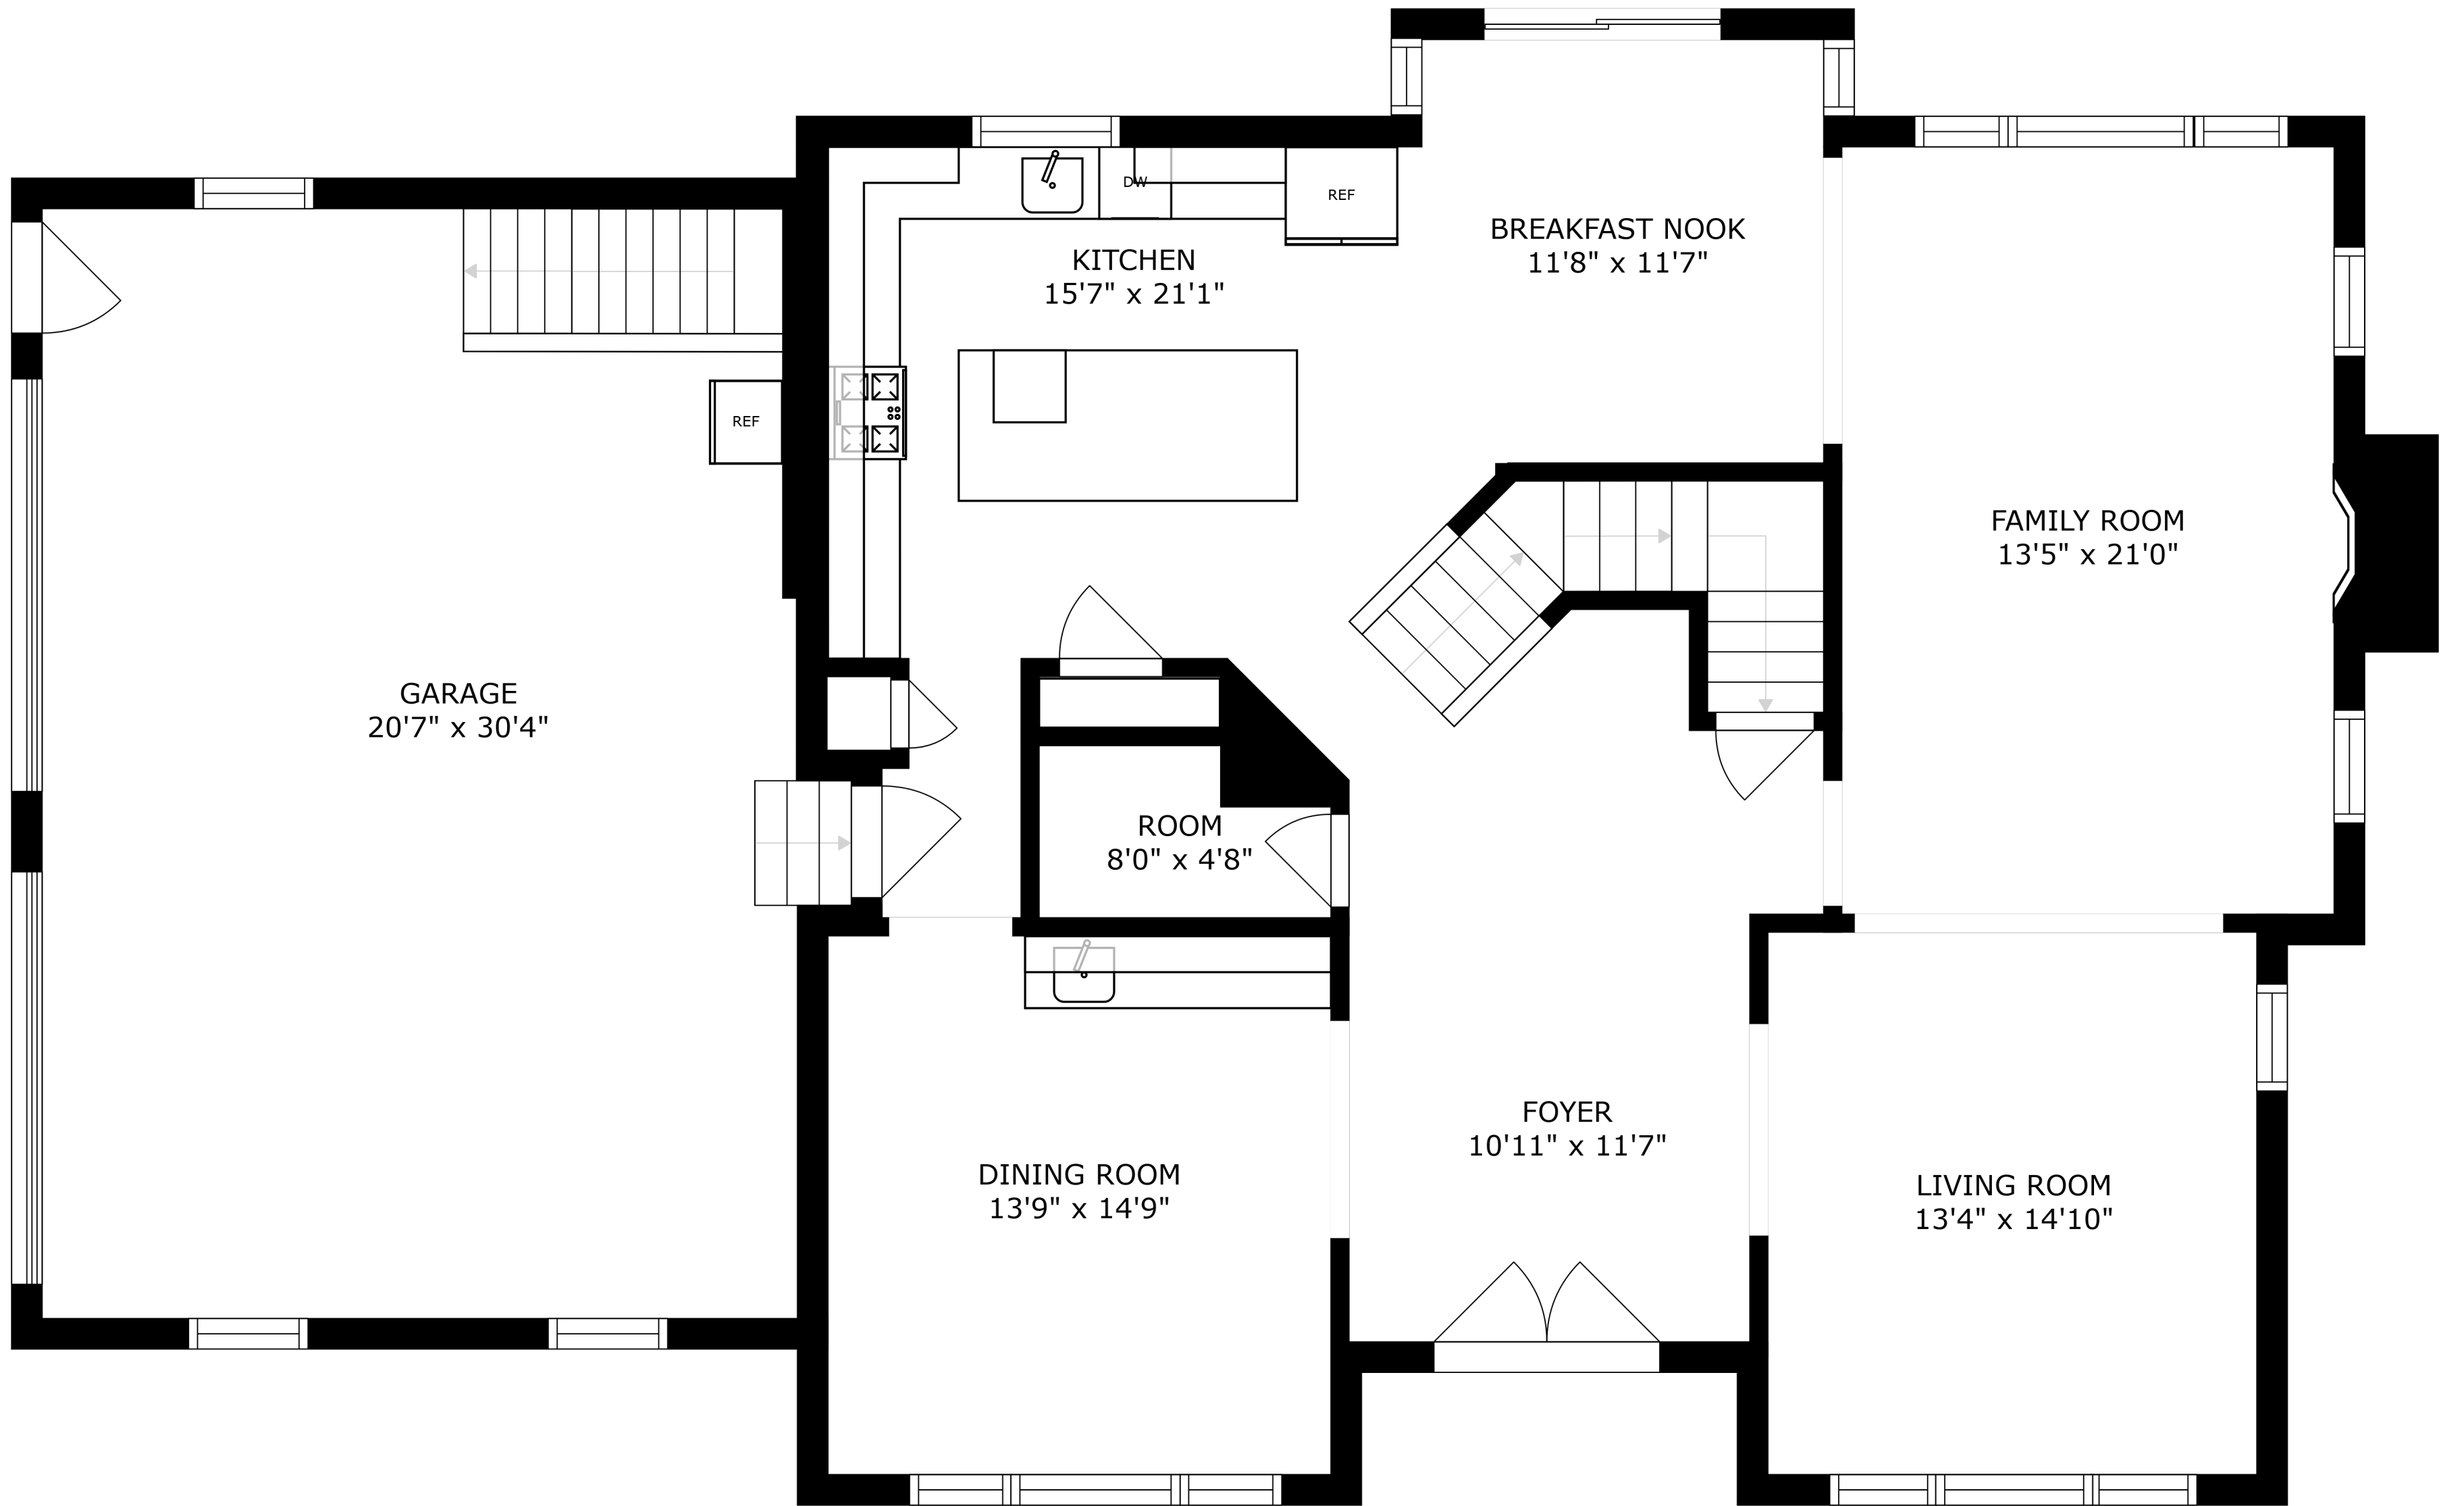 DW
REF
BREAKFAST NOOK
11'8" x 11'7"
KITCHEN
15'7" x 21'1"
REF
FAMILY ROOM
13'5" x 21'0"
GARAGE
20'7" x 30'4"
ROOM
8'0" x 4'8"
FOYER
10'11" x 11'7"
DINING ROOM
13'9" x 14'9"
LIVING ROOM
13'4" x 14'10"